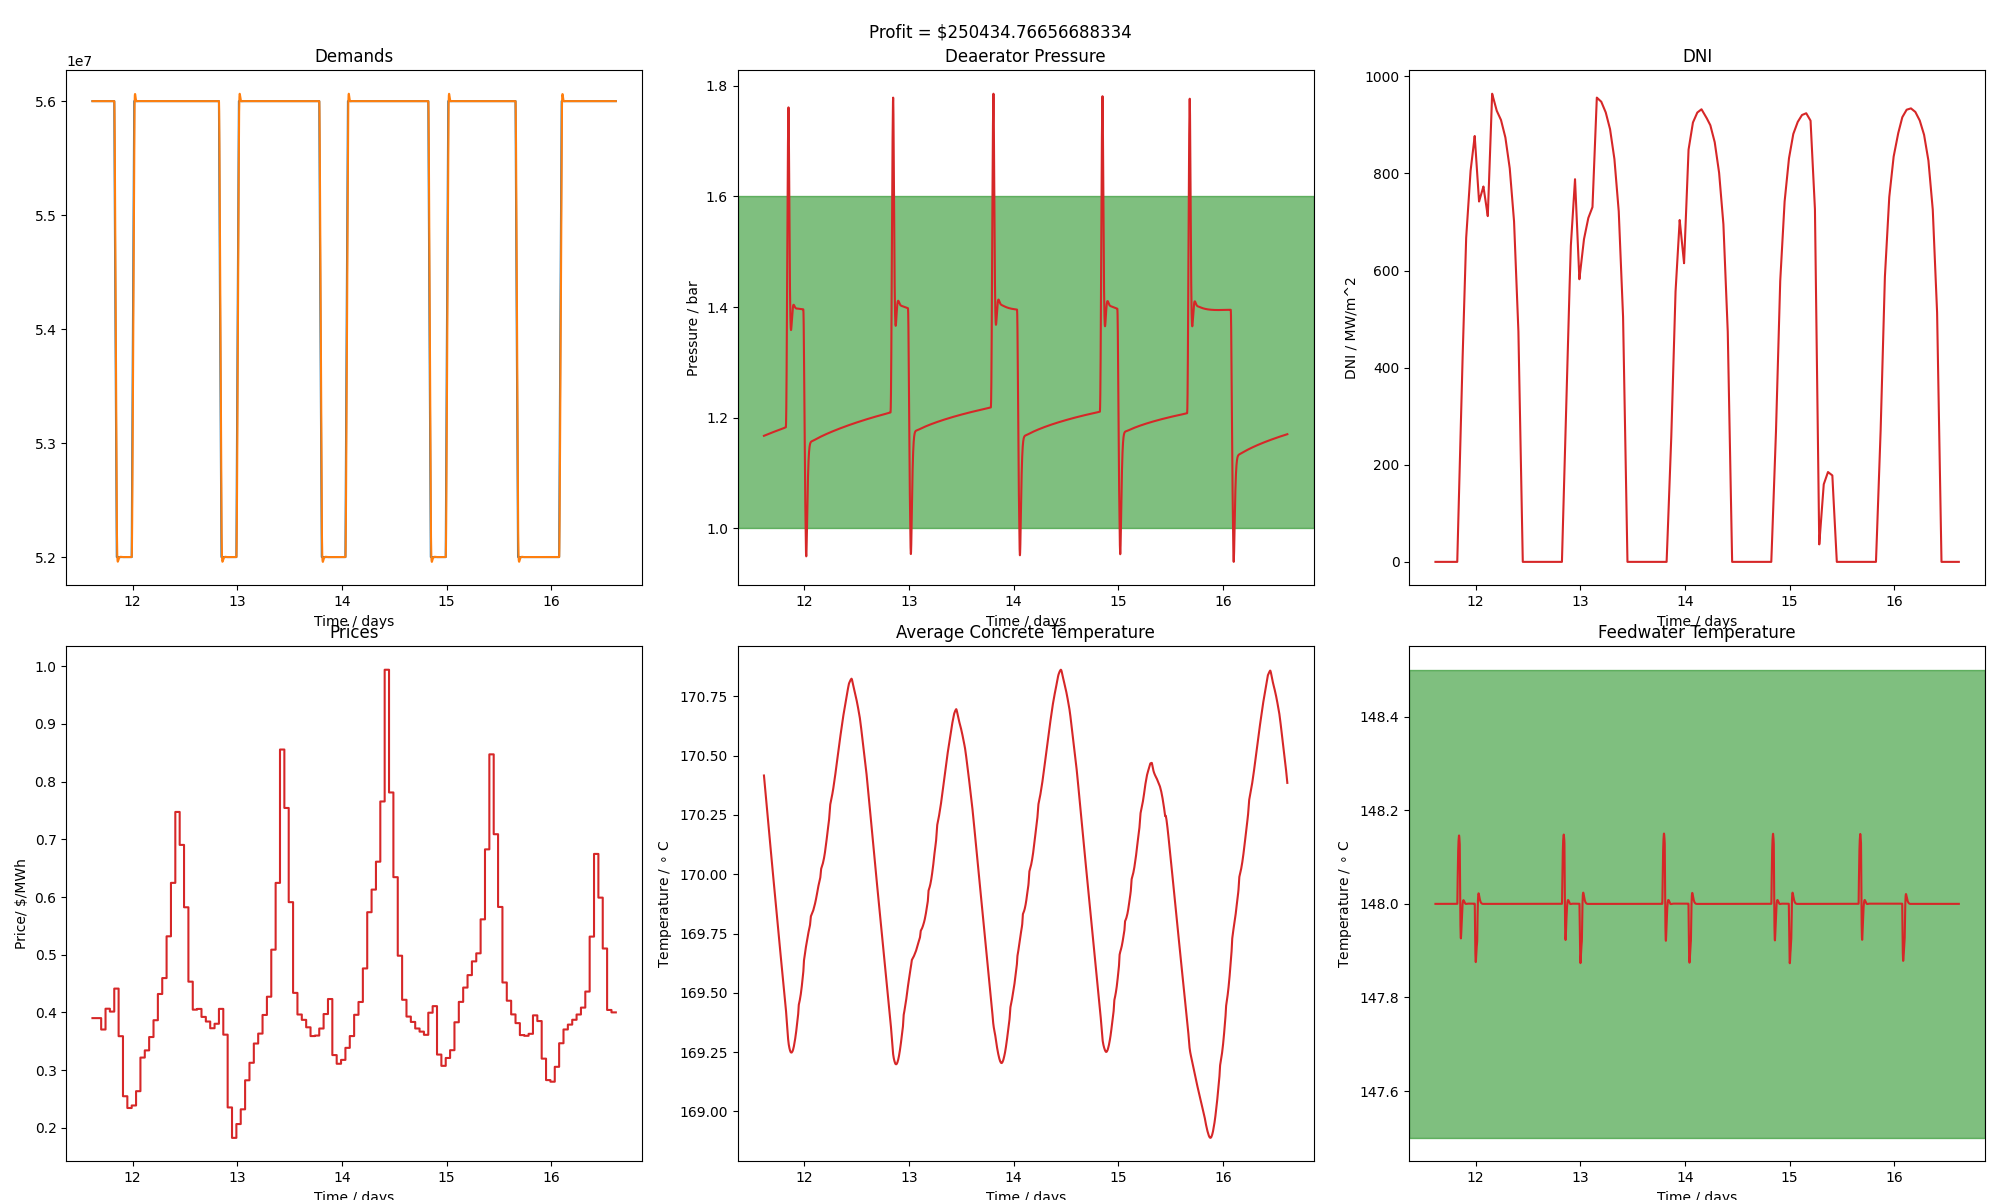 Profit = $250434.76656688334
Demands
1e7
5.6
5.5
5.4
5.3
5.2
12 13 14 15 16
Time / days
Deaerator Pressure
Pressure / bar
1.8
1.6
1.4
1.2
1.0
12 13 14 15 16
Time / days
DNI
DNI / MW/m^2
1000
800
600
400
200
0
12 13 14 15 16
Time / days
Prices
Price/ $/MWh
1.0
0.9
0.8
0.7
0.6
0.5
0.4
0.3
0.2
12 13 14 15 16
Time / days
Average Concrete Temperature
Temperature / ∘ C
170.75
170.50
170.25
170.00
169.75
169.50
169.25
169.00
12 13 14 15 16
Time / days
Feedwater Temperature
Temperature / ∘ C
148.4
148.2
148.0
147.8
147.6
12 13 14 15 16
Time / days